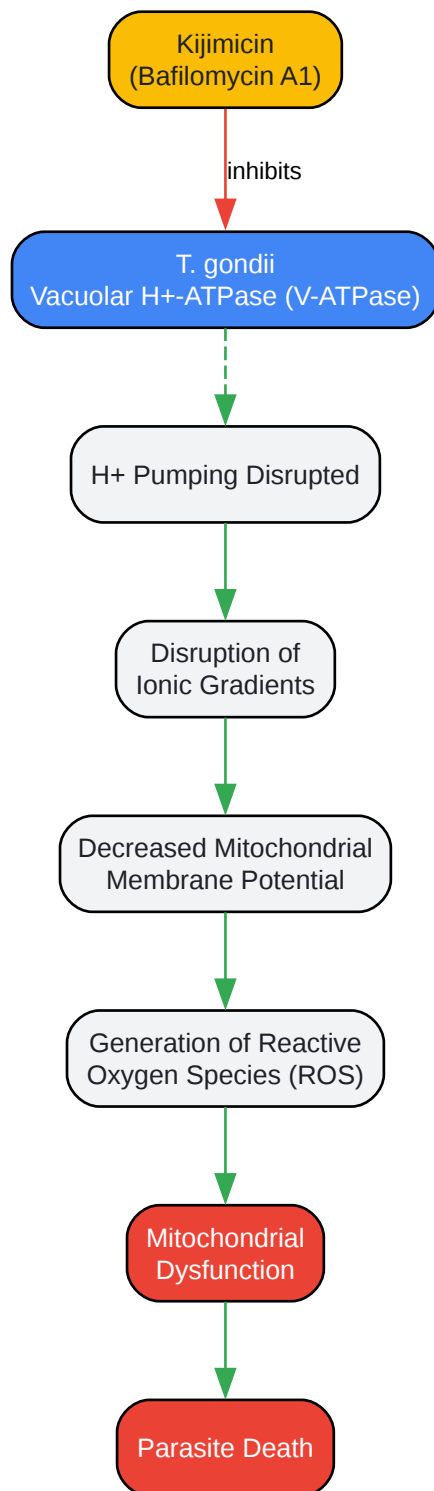 Kijimicin
(Bafilomycin A1)
inhibits
T. gondii
Vacuolar H+-ATPase (V-ATPase)
H+ Pumping Disrupted
Disruption of
Ionic Gradients
Decreased Mitochondrial
Membrane Potential
Generation of Reactive
Oxygen Species (ROS)
Mitochondrial
Dysfunction
Parasite Death